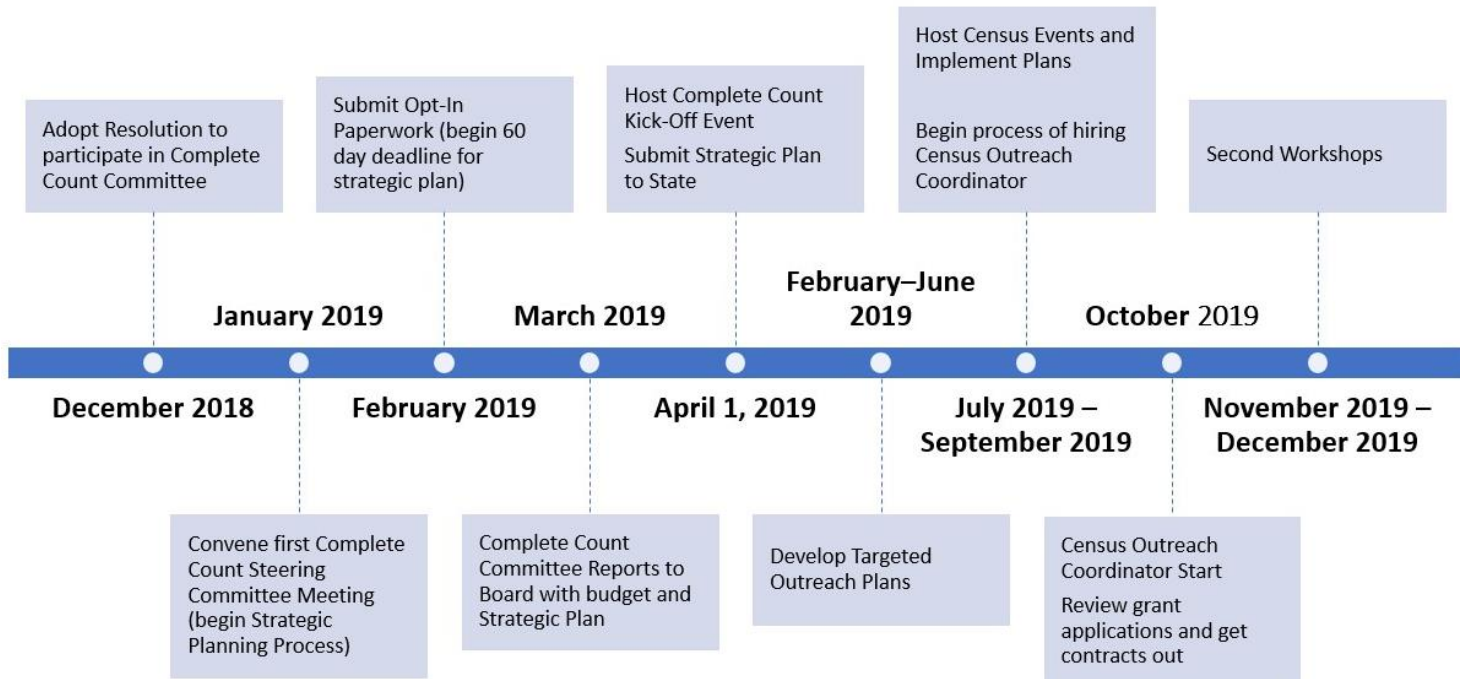 Adopt Resolution to
participate in Complete
Count Committee
Submit Opt-In
Paperwork (begin 60
day deadline for
strategic plan)
Host Complete Count
Kick-Off Event
Submit Strategic Plan
to State
Host Census Events and
Implement Plans
Begin process of hiring
Census Outreach
Coordinator
Second Workshops
January 2019
March 2019
February–June
2019
October 2019
December 2018
February 2019
April 1, 2019
July 2019 –
September 2019
November 2019 –
December 2019
Convene first Complete
Count Steering
Committee Meeting
(begin Strategic
Planning Process)
Complete Count
Committee Reports to
Board with budget and
Strategic Plan
Develop Targeted
Outreach Plans
Census Outreach
Coordinator Start
Review grant
applications and get
contracts out